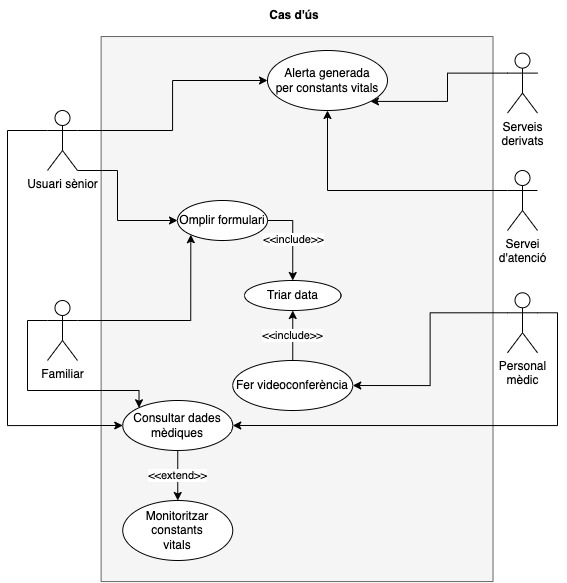 Cas d'ús
Alerta generada
per constants vitals
Serveis
derivats
Usuari sènior
Omplir formulari
<<include>>
Servei
d'atenció
Triar data
<<include>>
Familiar
Fer videoconferència
Personal
mèdic
Consultar dades
mèdiques
<<extend>>
Monitoritzar
constants
vitals